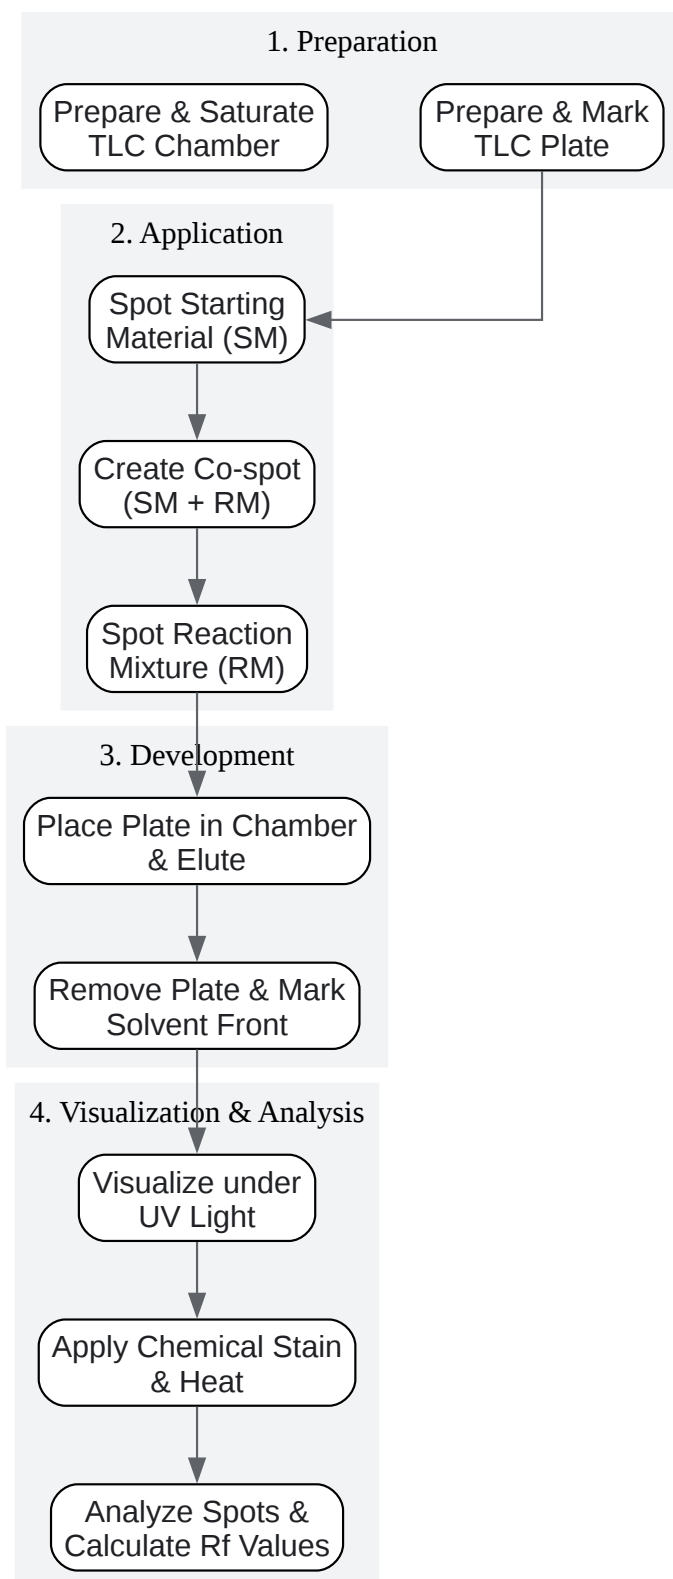 1. Preparation
Prepare & Saturate
TLC Chamber
Prepare & Mark
TLC Plate
2. Application
Spot Starting
Material (SM)
Create Co-spot
(SM + RM)
Spot Reaction
Mixture (RM)
3. Development
Place Plate in Chamber
& Elute
Remove Plate & Mark
Solvent Front
4. Visualization & Analysis
Visualize under
UV Light
Apply Chemical Stain
& Heat
Analyze Spots &
Calculate Rf Values